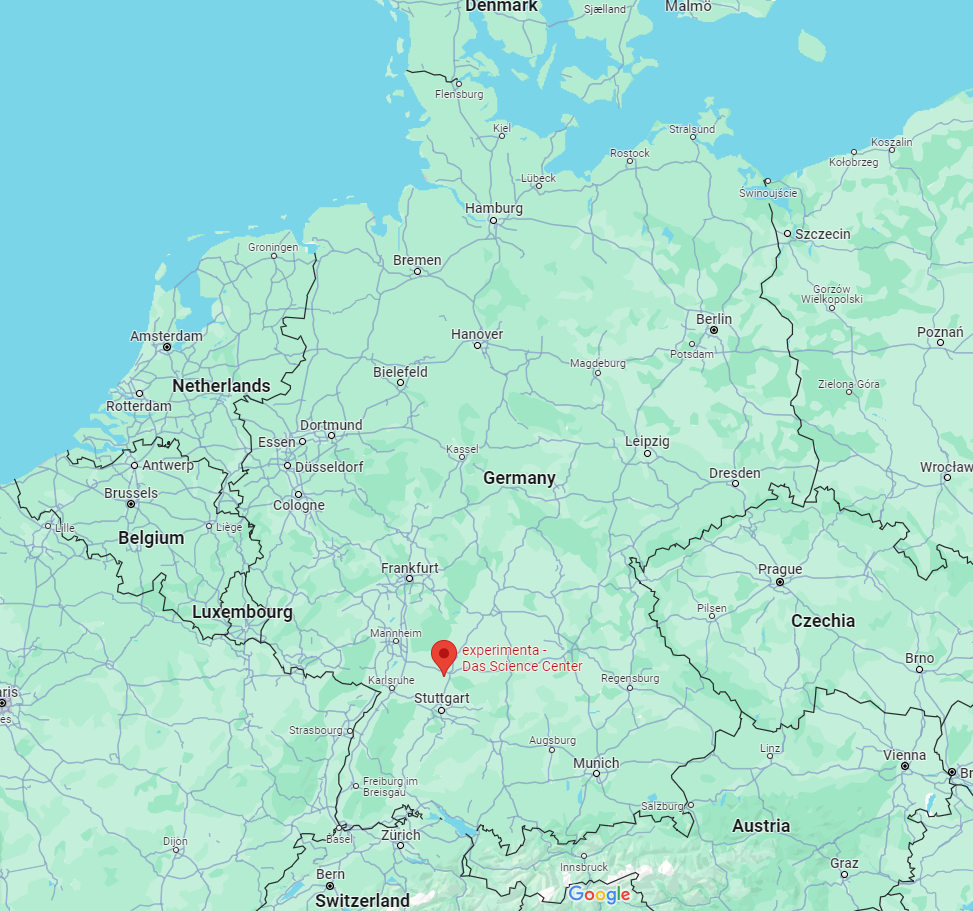 Denmark
Sjælland
Malmö
Flensburg
Kiel
Stralsund
Rostock
Koszalin
Kołobrzeg
Lübeck
Świnoujście
Hamburg
Szczecin
Groningen
Bremen
Gorzów
Wielkopolski
Berlin
Amsterdam
Hanover
Poznań
Potsdam
Magdeburg
Bielefeld
Netherlands
Zielona Góra
Rotterdam
Dortmund
Essen
Leipzig
Kassel
Antwerp
Düsseldorf
Wrocław
Dresden
Germany
Brussels
Cologne
Lille
Liège
Belgium
Frankfurt
Prague
Luxembourg
Pilsen
Czechia
Mannheim
experimenta -
Das Science Center
Brno
Karlsruhe
Regensburg
aris
Stuttgart
es
Strasbourg
Augsburg
Linz
Vienna
Munich
Br
Freiburg im
Breisgau
Salzburg
Austria
Zürich
Basel
Dijon
Graz
Innsbruck
Bern
Google
Switzerland